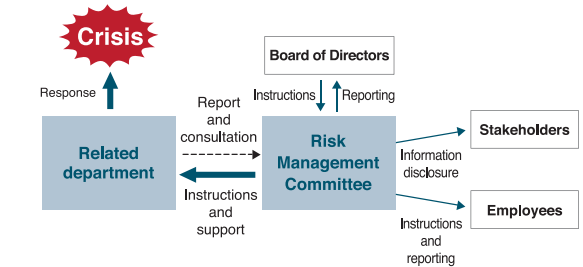 Crisis
Board of Directors
Response
Report
and
consultation
Instructions
Reporting
Related
department
Risk
Management
Committee
Stakeholders
Information
disclosure
Instructions
and
support
Employees
Instructions
and
reporting